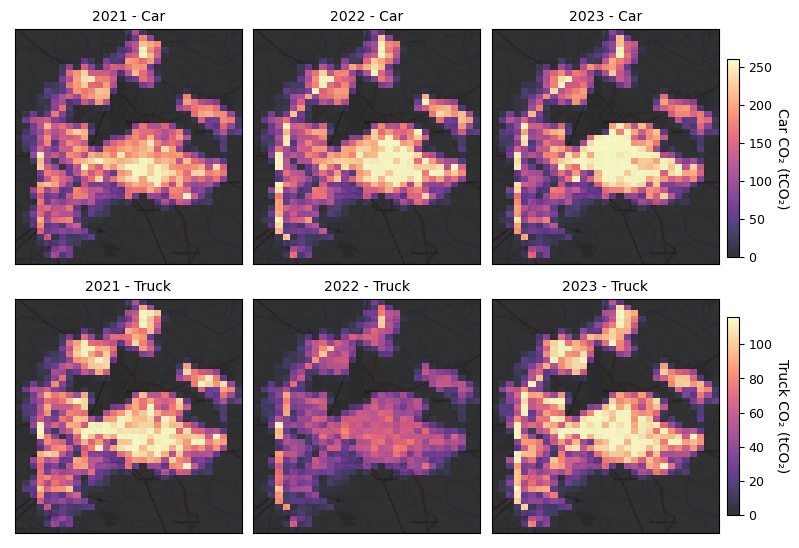 2021 - Car
2022 - Car
2023 - Car
250
200
150
100
50
0
Car CO₂ (tCO₂)
2021 - Truck
2022 - Truck
2023 - Truck
100
80
60
40
20
0
Truck CO₂ (tCO₂)